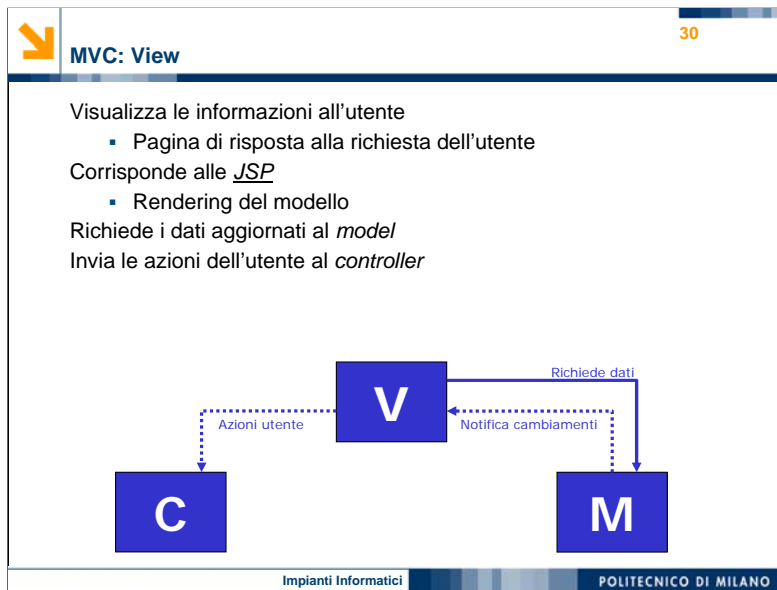 30
MVC: View
Visualizza le informazioni all'utente
▪ Pagina di risposta alla richiesta dell'utente
Corrisponde alle JSP
▪ Rendering del modello
Richiede i dati aggiornati al model
Invia le azioni dell'utente al controller
Richiede dati
V
Azioni utente
Notifica cambiamenti
C
M
Impianti Informatici
POLITECNICO DI MILANO